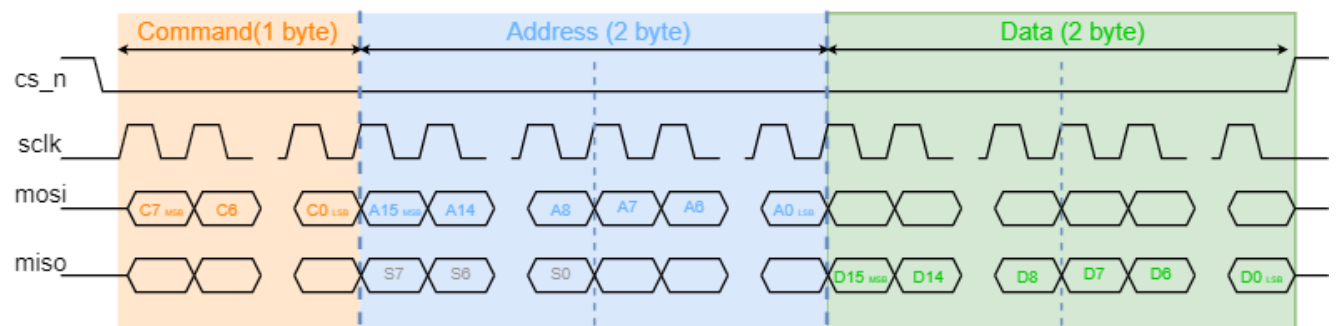 Command(1 byte) Address (2 byte) Data (2 byte)
cs_n
sclk
mosi C7 MSB C6 C0 LSB A15 MSB A14 A8 A7 A6 A0 LSB
miso S7 S6 S0 D15 MSB D14 D8 D7 D6 D0 LSB